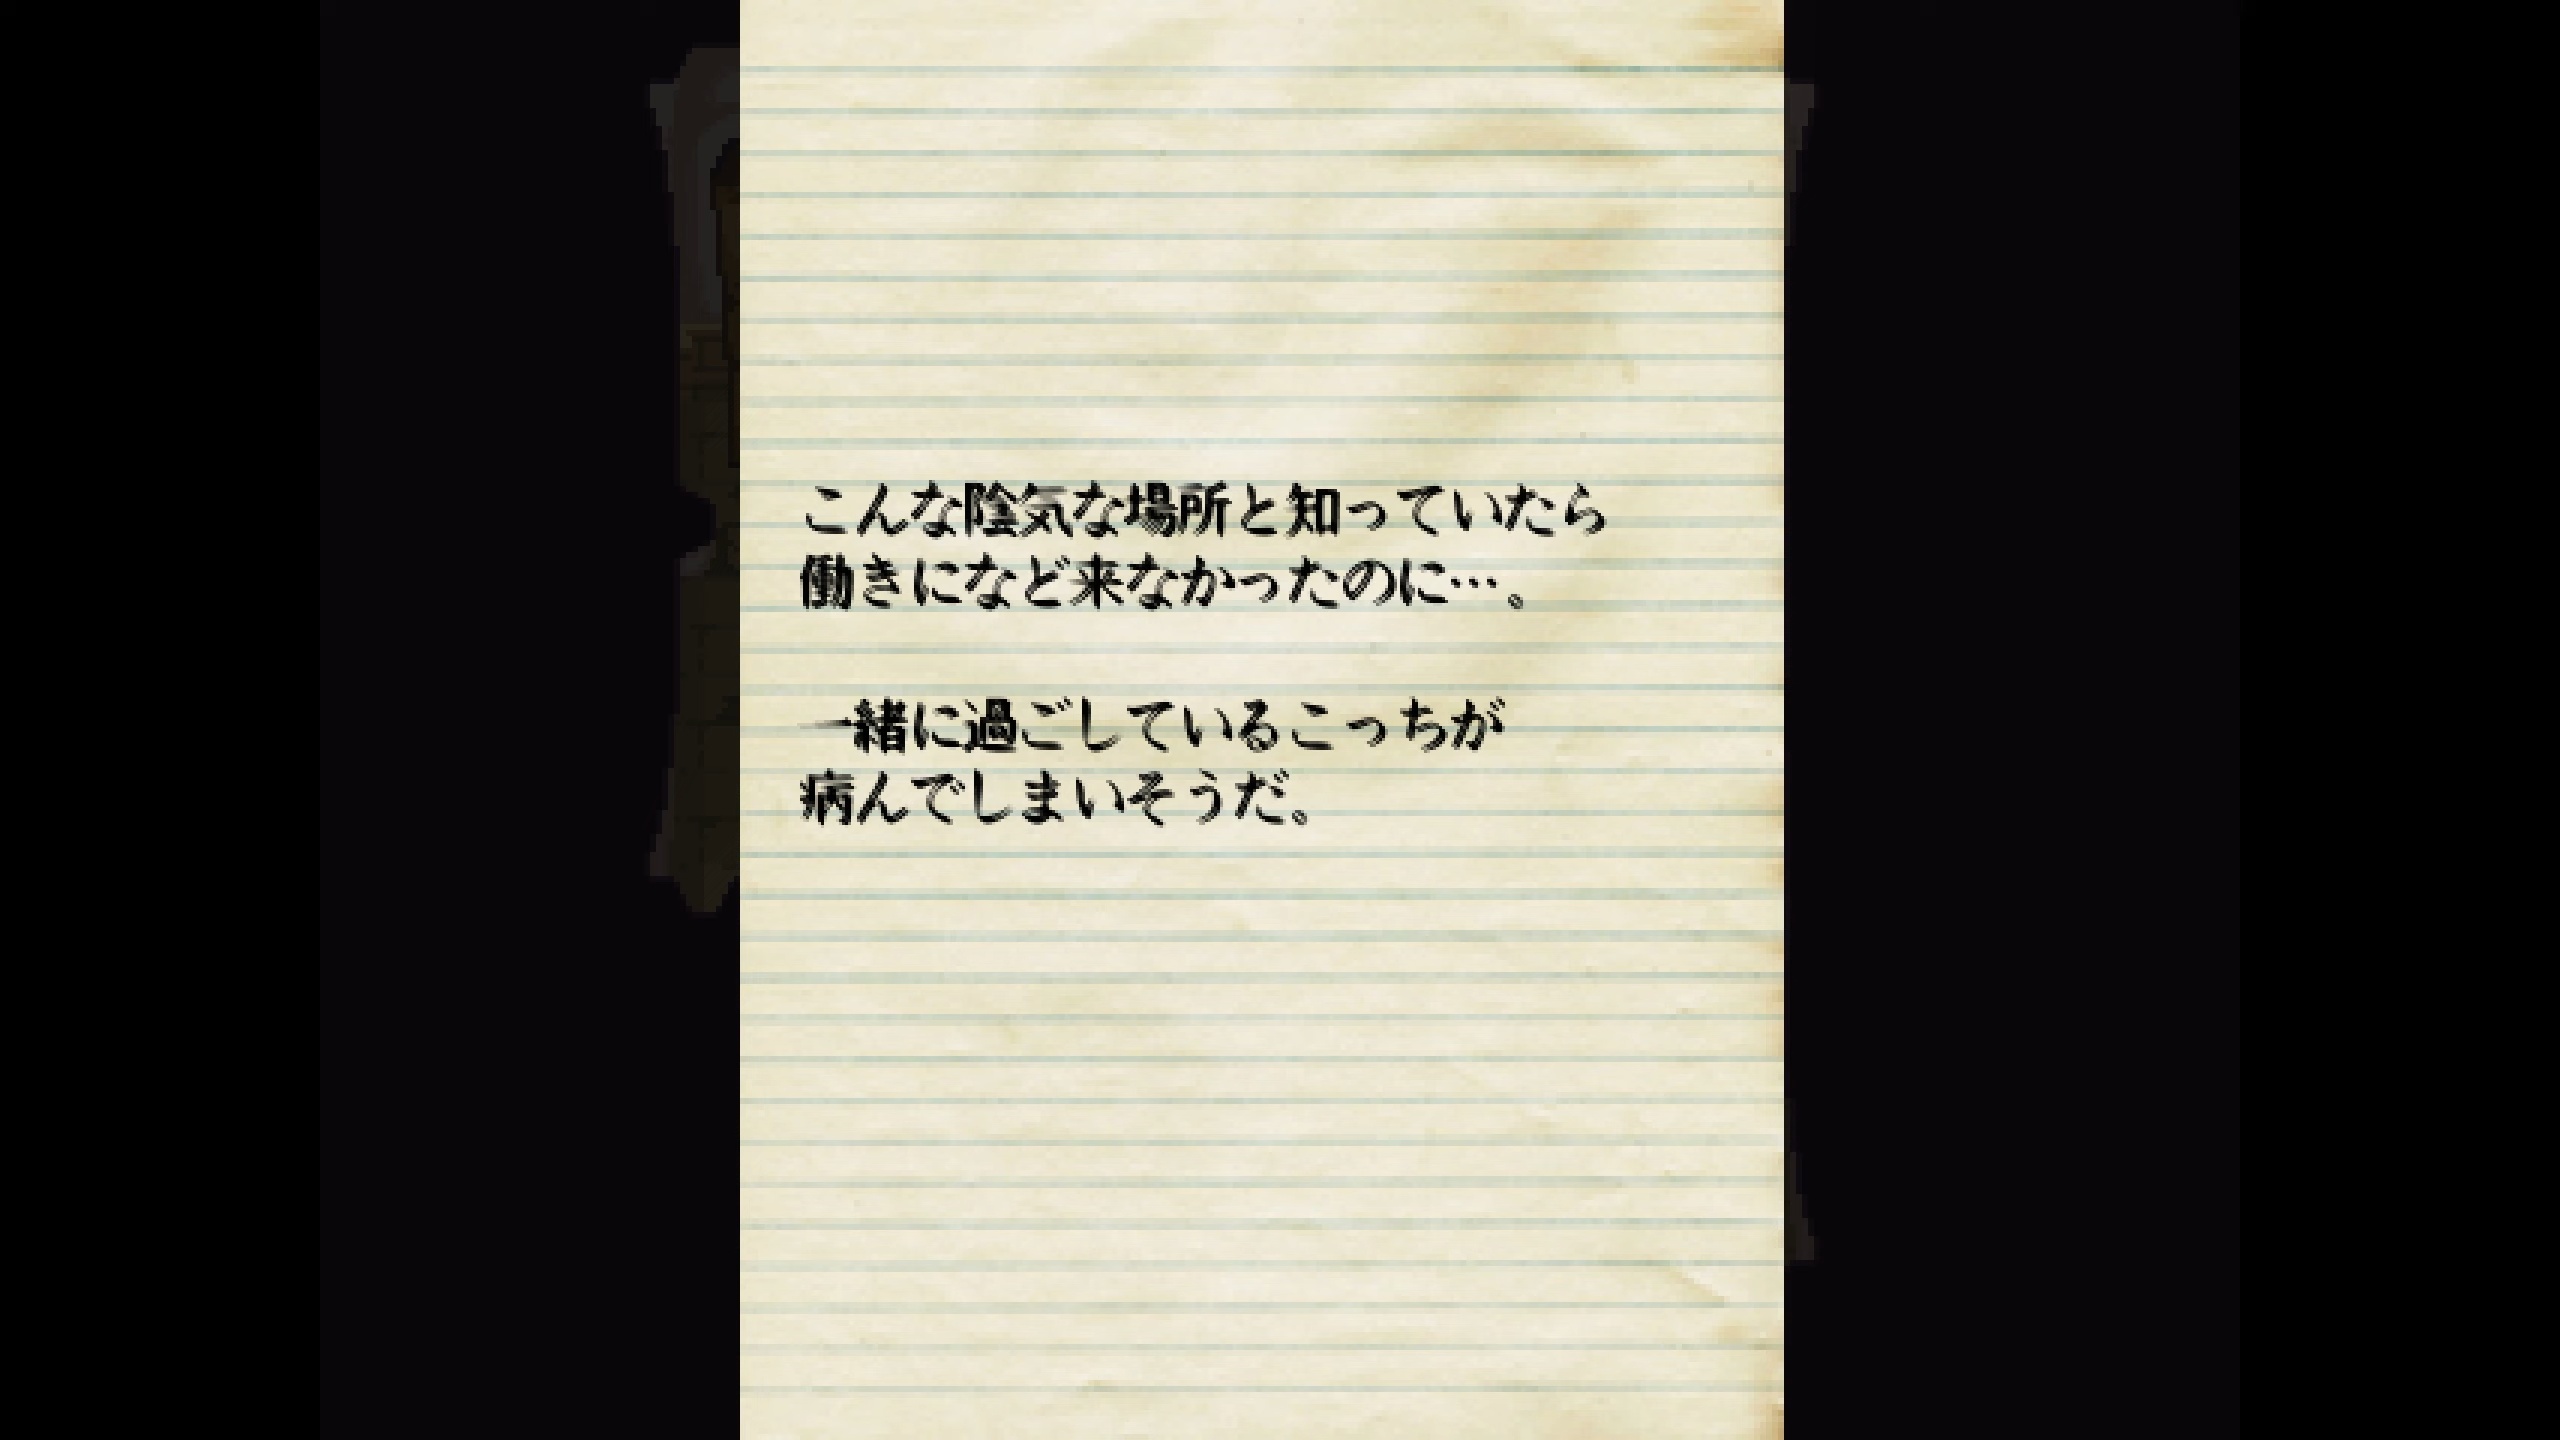 こんな陰気な場所と知っていたら
働きになど来なかったのに…。
一緒に過ごしているこっちが
病んでしまいそうだ。